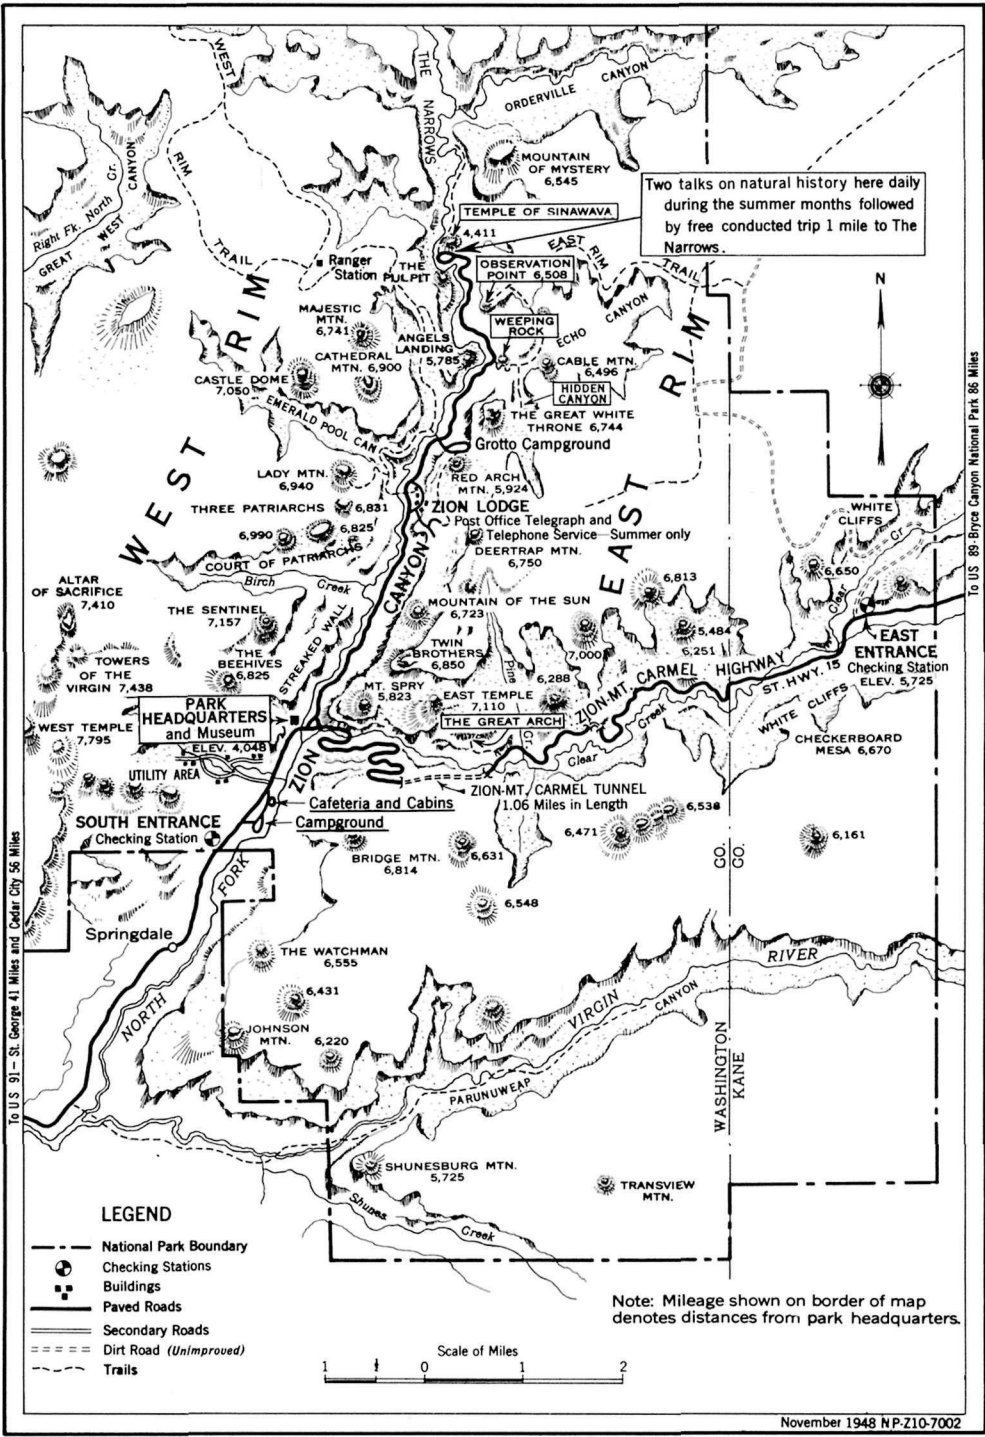 WEST
RIM
TRAIL
THE
NARROWS
ORDERVILLE
CANYON
Right Fk. North
Cr.
GREAT WEST
CANYON
MOUNTAIN
OF MYSTERY
6,545
Two talks on natural history here daily
during the summer months followed
by free conducted trip 1 mile to The
Narrows.
TEMPLE OF SINAWAVA
4,411
Ranger
Station
THE
PULPIT
OBSERVATION
POINT 6,508
EAST RIM
TRAIL
WEEPING
ROCK
ECHO CANYON
MAJESTIC
MTN.
6,741
ANGELS
LANDING
5,785
CATHEDRAL
MTN. 6,900
CASTLE DOME
7,050
CABLE MTN.
6,496
HIDDEN
CANYON
THE GREAT WHITE
THRONE 6,744
EMERALD POOL CAN
Grotto Campground
WEST RIM
EAST RIM
N
LADY MTN.
6,940
RED ARCH
MTN. 5,924
THREE PATRIARCHS
6,831
6,825
6,990
COURT OF PATRIARCHS
ZION LODGE
Post Office Telegraph and
Telephone Service—Summer only
DEERTRAP MTN.
6,750
WHITE
CLIFFS
6,650
Clear Cr
Birch Creek
ALTAR
OF SACRIFICE
7,410
THE SENTINEL
7,157
STREAKED WALL
ZION CANYON
MOUNTAIN OF THE SUN
6,723
6,813
5,484
6,251
7,000
TOWERS
OF THE
VIRGIN 7,438
THE
BEEHIVES
6,825
TWIN
BROTHERS
6,850
Pine
Cr.
6,288
EAST
ENTRANCE
Checking Station
ELEV. 5,725
MT. SPRY
5,823
EAST TEMPLE
7,110
THE GREAT ARCH
ZION-MT. CARMEL HIGHWAY
ST. HWY. 15
WHITE CLIFFS
CHECKERBOARD
MESA 6,670
PARK
HEADQUARTERS
and Museum
ELEV. 4,048
WEST TEMPLE
7,795
UTILITY AREA
Clear Creek
ZION-MT. CARMEL TUNNEL
1.06 Miles in Length
Cafeteria and Cabins
Campground
SOUTH ENTRANCE
Checking Station
BRIDGE MTN.
6,814
6,631
6,471
6,538
6,161
6,548
CO.
CO.
Springdale
NORTH FORK
THE WATCHMAN
6,555
6,431
JOHNSON
MTN.
6,220
VIRGIN RIVER
PARUNUWEAP CANYON
WASHINGTON
KANE
SHUNESBURG MTN.
5,725
TRANSVIEW
MTN.
Shunes Creek
To US 91—St. George 41 Miles and Cedar City 56 Miles
To US 89-Bryce Canyon National Park 86 Miles
LEGEND
National Park Boundary
Checking Stations
Buildings
Paved Roads
Secondary Roads
Dirt Road (Unimproved)
Trails
Scale of Miles
1 ½ 0 1 2
Note: Mileage shown on border of map
denotes distances from park headquarters.
November 1948 NP-Z10-7002